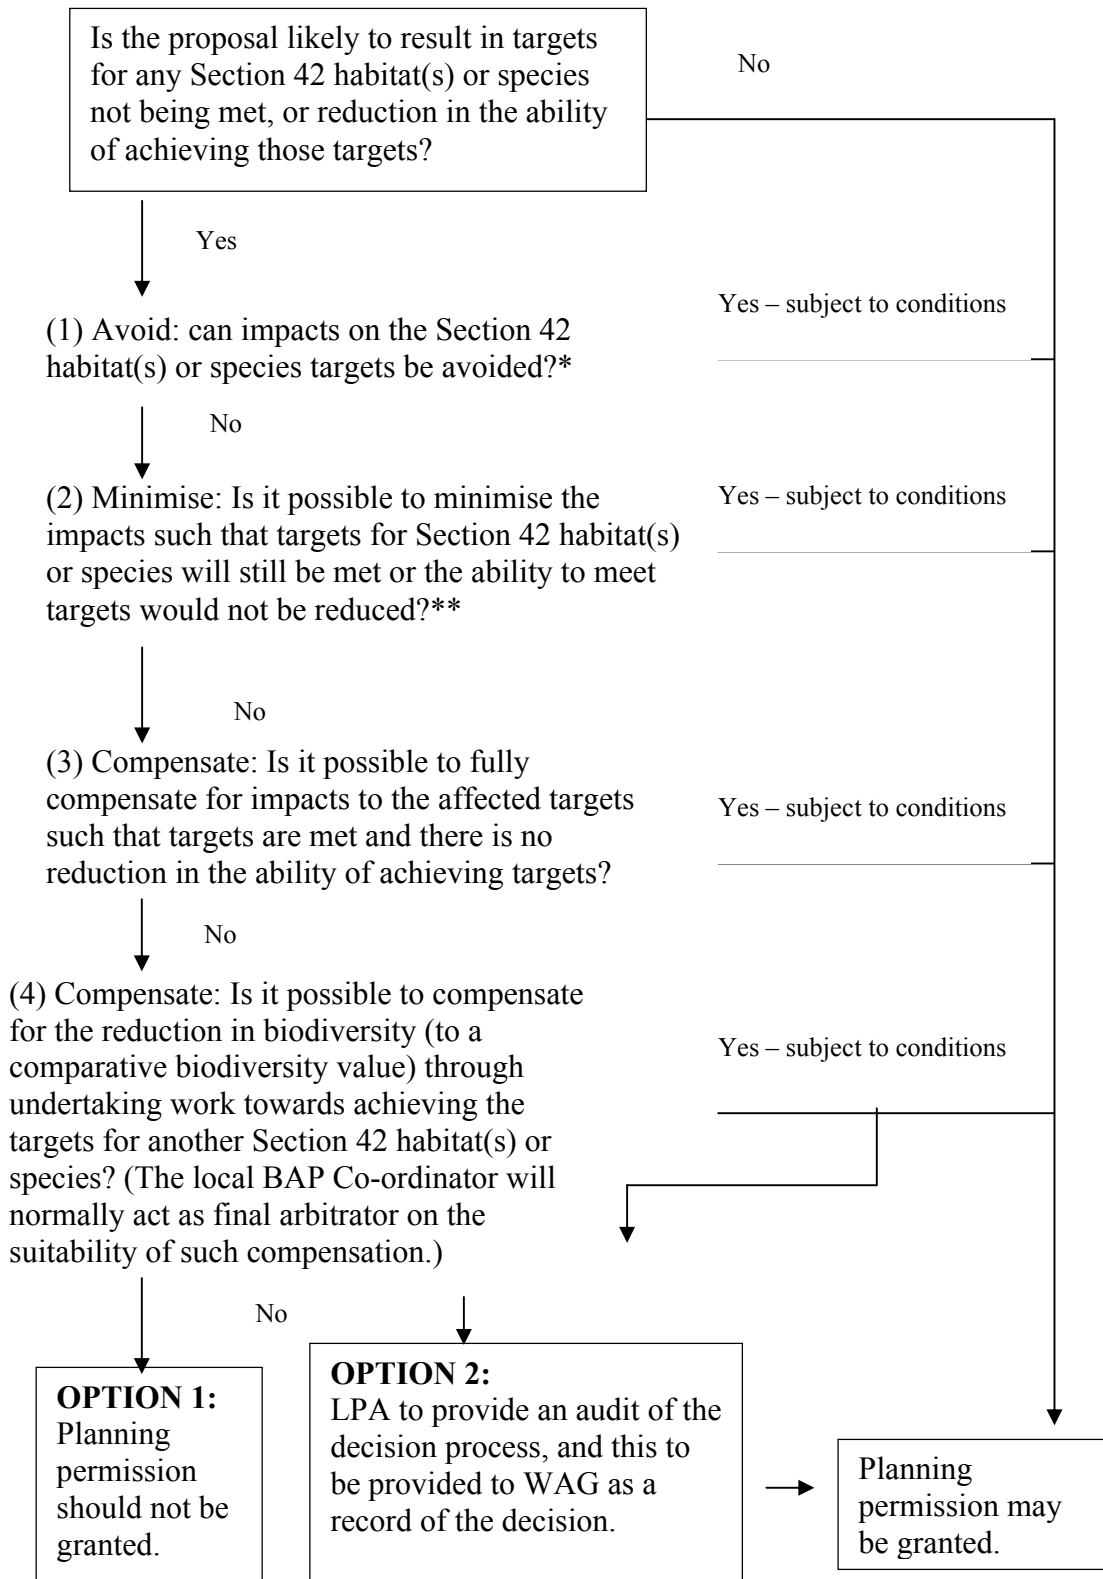 Is the proposal likely to result in targets
for any Section 42 habitat(s) or species
not being met, or reduction in the ability
of achieving those targets?
No
Yes
(1) Avoid: can impacts on the Section 42
habitat(s) or species targets be avoided?*
Yes – subject to conditions
No
(2) Minimise: Is it possible to minimise the
impacts such that targets for Section 42 habitat(s)
or species will still be met or the ability to meet
targets would not be reduced?**
Yes – subject to conditions
No
(3) Compensate: Is it possible to fully
compensate for impacts to the affected targets
such that targets are met and there is no
reduction in the ability of achieving targets?
Yes – subject to conditions
No
(4) Compensate: Is it possible to compensate
for the reduction in biodiversity (to a
comparative biodiversity value) through
undertaking work towards achieving the
targets for another Section 42 habitat(s) or
species? (The local BAP Co-ordinator will
normally act as final arbitrator on the
suitability of such compensation.)
Yes – subject to conditions
No
OPTION 1:
Planning
permission
should not be
granted.
OPTION 2:
LPA to provide an audit of the
decision process, and this to
be provided to WAG as a
record of the decision.
Planning
permission may
be granted.